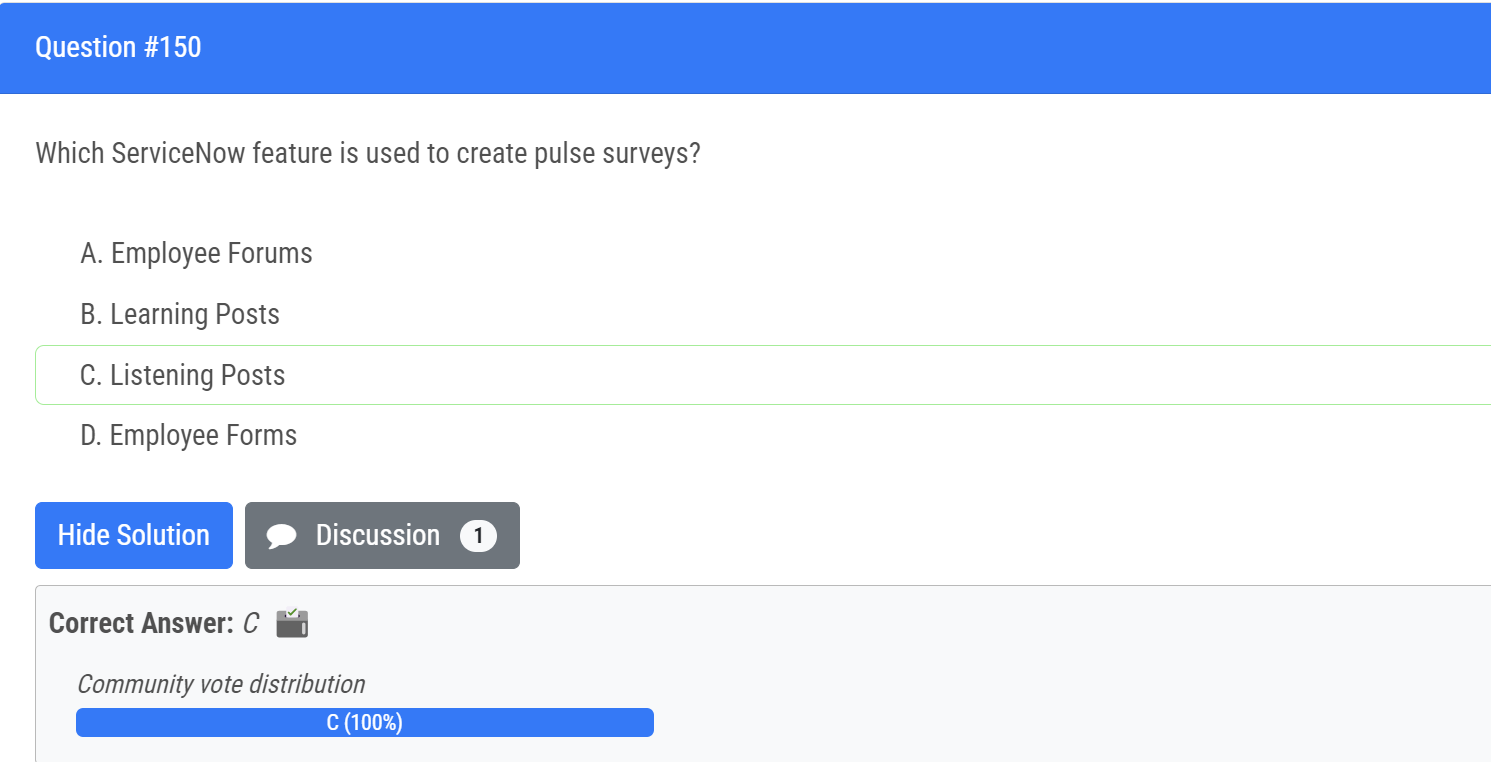 Question #150
Which ServiceNow feature is used to create pulse surveys?
A. Employee Forums
B. Learning Posts
C. Listening Posts
D. Employee Forms
Hide Solution
Discussion 1
Correct Answer: C
Community vote distribution
C (100%)